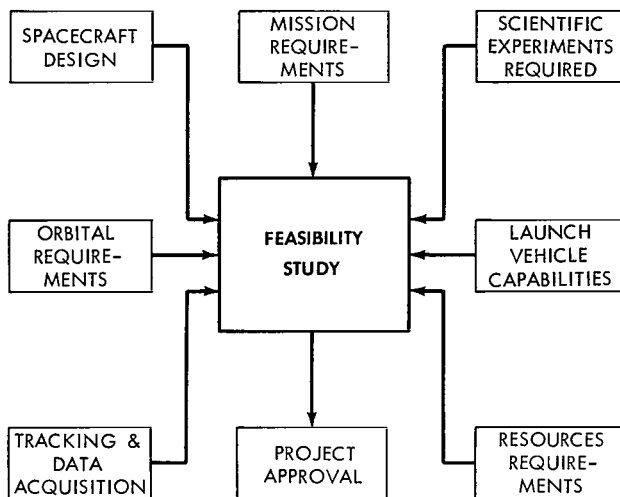 SPACECRAFT
DESIGN
MISSION
REQUIRE-
MENTS
SCIENTIFIC
EXPERIMENTS
REQUIRED
ORBITAL
REQUIRE-
MENTS
FEASIBILITY
STUDY
LAUNCH
VEHICLE
CAPABILITIES
TRACKING &
DATA
ACQUISITION
PROJECT
APPROVAL
RESOURCES
REQUIRE-
MENTS